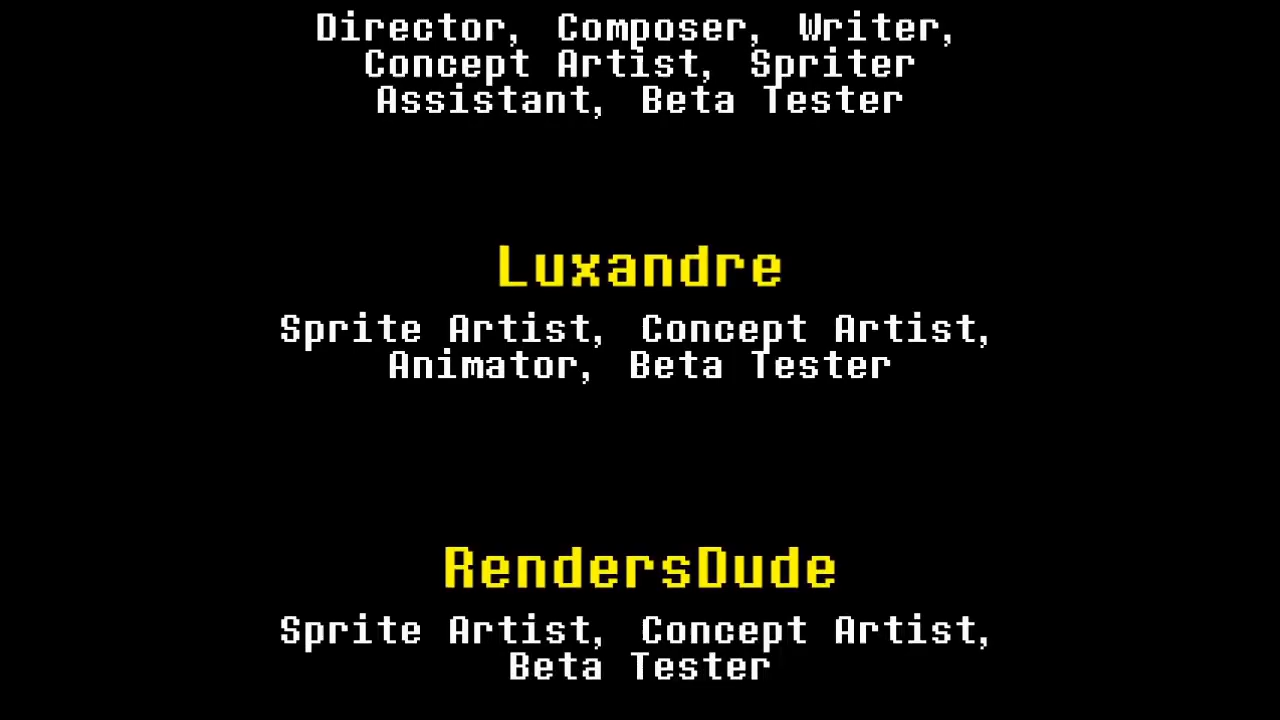 Director, Composer, Writer,
Concept Artist, Spriter
Assistant, Beta Tester
Luxandre
Sprite Artist, Concept Artist,
Animator, Beta Tester
RendersDude
Sprite Artist, Concept Artist,
Beta Tester